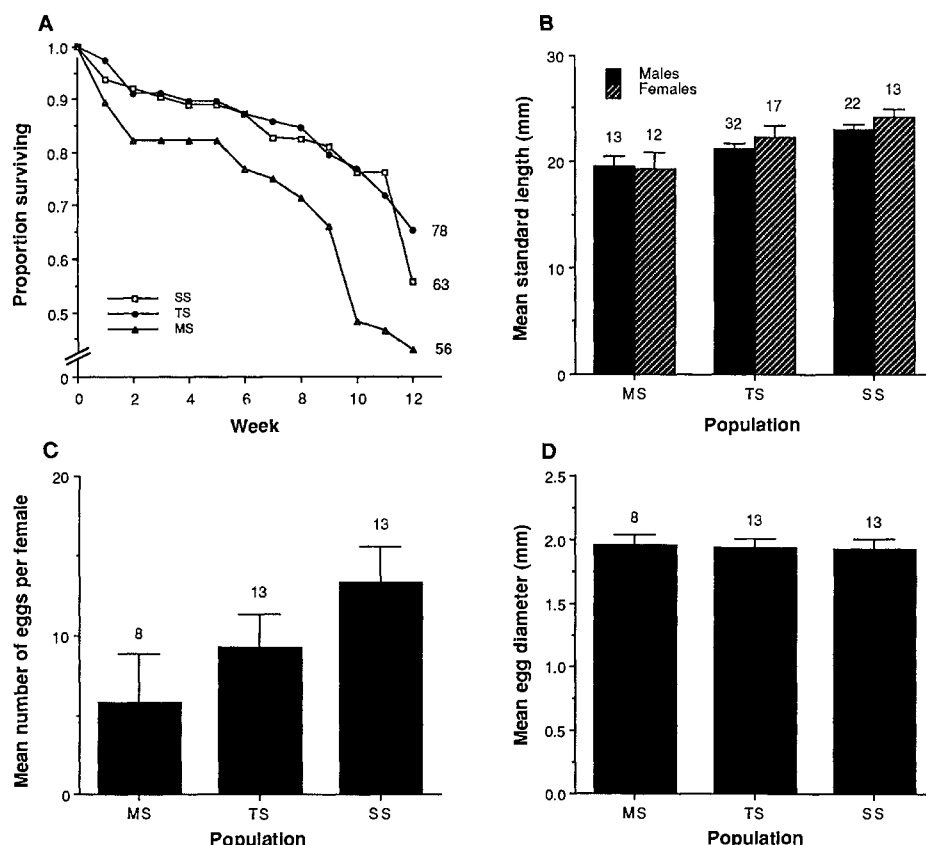 A
Proportion surviving
1.0
0.9
0.8
0.7
0.6
0.5
0
SS
TS
MS
78
63
56
0 2 4 6 8 10 12
Week
B
Mean standard length (mm)
30
20
10
0
Males
Females
13 12 32 17 22 13
MS TS SS
Population
C
Mean number of eggs per female
20
10
0
8 13 13
MS TS SS
Population
D
Mean egg diameter (mm)
2.5
2.0
1.5
1.0
0.5
0.0
8 13 13
MS TS SS
Population